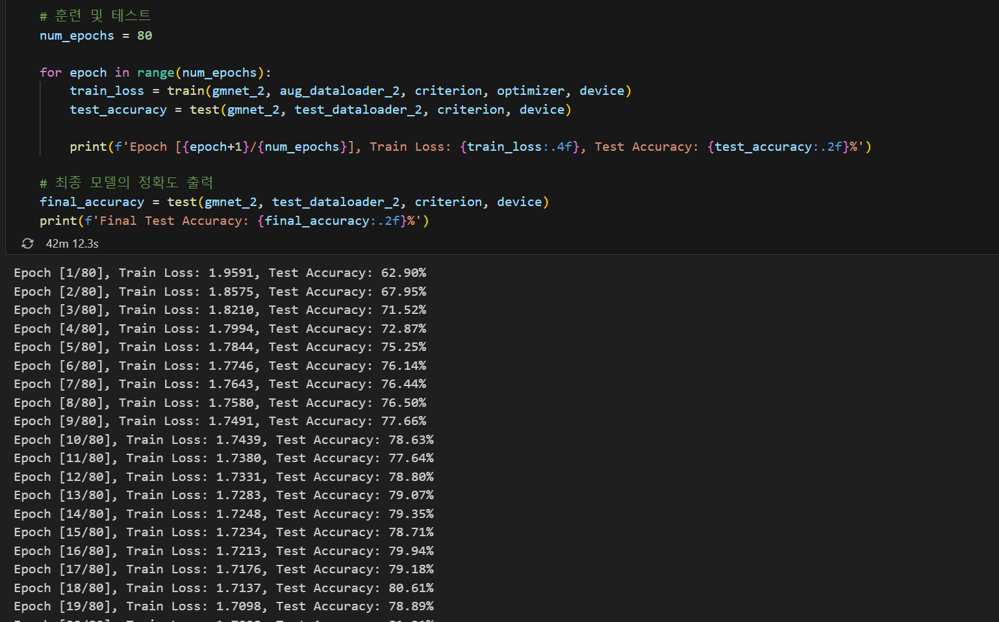 # 훈련 및 테스트
num_epochs = 80
for epoch in range(num_epochs):
train_loss = train(gmnet_2, aug_dataloader_2, criterion, optimizer, device)
test_accuracy = test(gmnet_2, test_dataloader_2, criterion, device)
print(f'Epoch [{epoch+1}/{num_epochs}], Train Loss: {train_loss:.4f}, Test Accuracy: {test_accuracy:.2f}%')
# 최종 모델의 정확도 출력
final_accuracy = test(gmnet_2, test_dataloader_2, criterion, device)
print(f'Final Test Accuracy: {final_accuracy:.2f}%')
42m 12.3s
Epoch [1/80], Train Loss: 1.9591, Test Accuracy: 62.90%
Epoch [2/80], Train Loss: 1.8575, Test Accuracy: 67.95%
Epoch [3/80], Train Loss: 1.8210, Test Accuracy: 71.52%
Epoch [4/80], Train Loss: 1.7994, Test Accuracy: 72.87%
Epoch [5/80], Train Loss: 1.7844, Test Accuracy: 75.25%
Epoch [6/80], Train Loss: 1.7746, Test Accuracy: 76.14%
Epoch [7/80], Train Loss: 1.7643, Test Accuracy: 76.44%
Epoch [8/80], Train Loss: 1.7580, Test Accuracy: 76.50%
Epoch [9/80], Train Loss: 1.7491, Test Accuracy: 77.66%
Epoch [10/80], Train Loss: 1.7439, Test Accuracy: 78.63%
Epoch [11/80], Train Loss: 1.7380, Test Accuracy: 77.64%
Epoch [12/80], Train Loss: 1.7331, Test Accuracy: 78.80%
Epoch [13/80], Train Loss: 1.7283, Test Accuracy: 79.07%
Epoch [14/80], Train Loss: 1.7248, Test Accuracy: 79.35%
Epoch [15/80], Train Loss: 1.7234, Test Accuracy: 78.71%
Epoch [16/80], Train Loss: 1.7213, Test Accuracy: 79.94%
Epoch [17/80], Train Loss: 1.7176, Test Accuracy: 79.18%
Epoch [18/80], Train Loss: 1.7137, Test Accuracy: 80.61%
Epoch [19/80], Train Loss: 1.7098, Test Accuracy: 78.89%